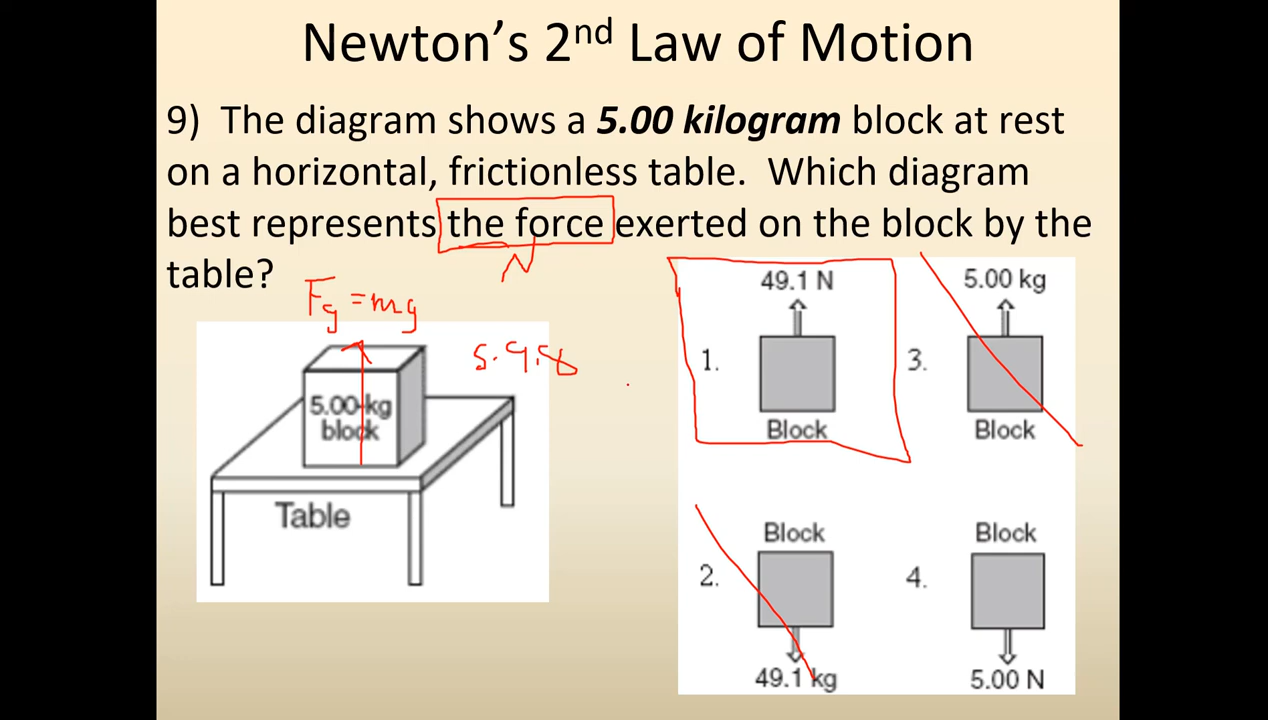 Newton's 2nd Law of Motion
9) The diagram shows a 5.00 kilogram block at rest
on a horizontal, frictionless table. Which diagram
best represents the force exerted on the block by the
table?
N
Fg = mg
5.00-kg
block
Table
5.9.8
49.1 N
1.
Block
5.00 kg
3.
Block
Block
2.
49.1 kg
Block
4.
5.00 N